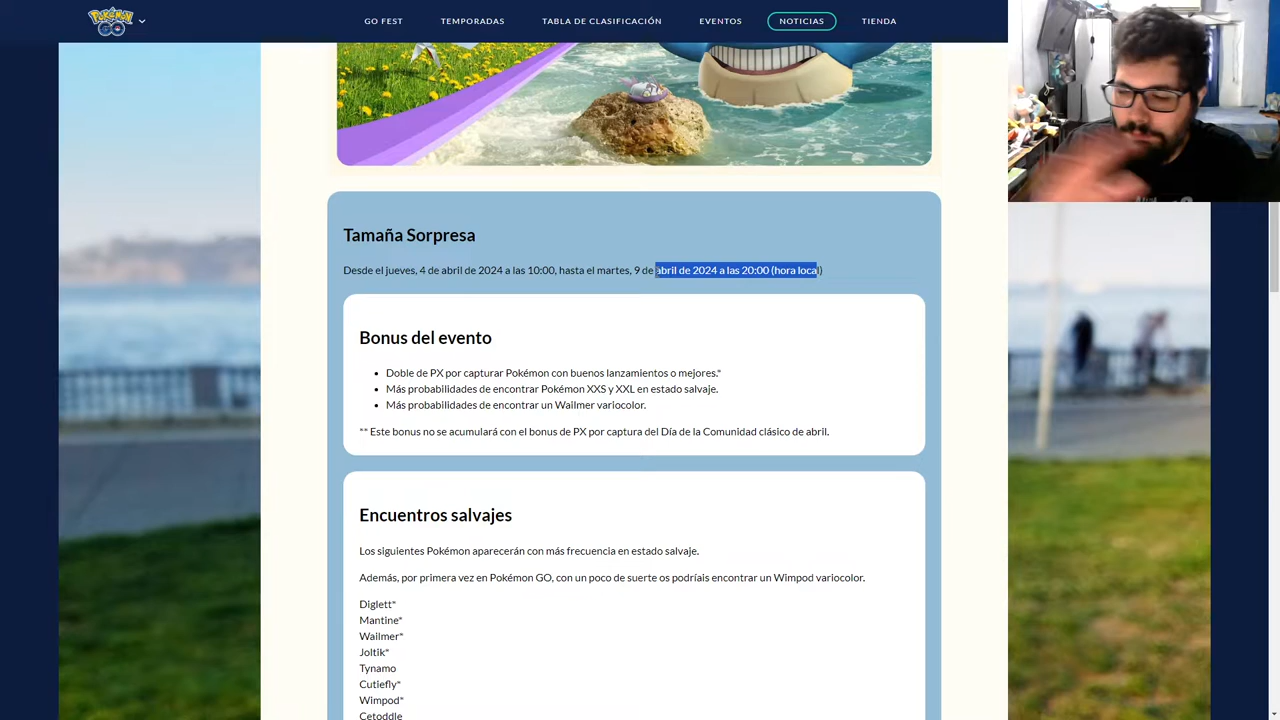 POKÉMON GO
GO FEST TEMPORADAS TABLA DE CLASIFICACIÓN EVENTOS NOTICIAS TIENDA
Tamaña Sorpresa
Desde el jueves, 4 de abril de 2024 a las 10:00, hasta el martes, 9 de abril de 2024 a las 20:00 (hora local)
Bonus del evento
• Doble de PX por capturar Pokémon con buenos lanzamientos o mejores.*
• Más probabilidades de encontrar Pokémon XXS y XXL en estado salvaje.
• Más probabilidades de encontrar un Wailmer variocolor.
** Este bonus no se acumulará con el bonus de PX por captura del Día de la Comunidad clásico de abril.
Encuentros salvajes
Los siguientes Pokémon aparecerán con más frecuencia en estado salvaje.
Además, por primera vez en Pokémon GO, con un poco de suerte os podríais encontrar un Wimpod variocolor.
Diglett*
Mantine*
Wailmer*
Joltik*
Tynamo
Cutiefly*
Wimpod*
Cetoddle